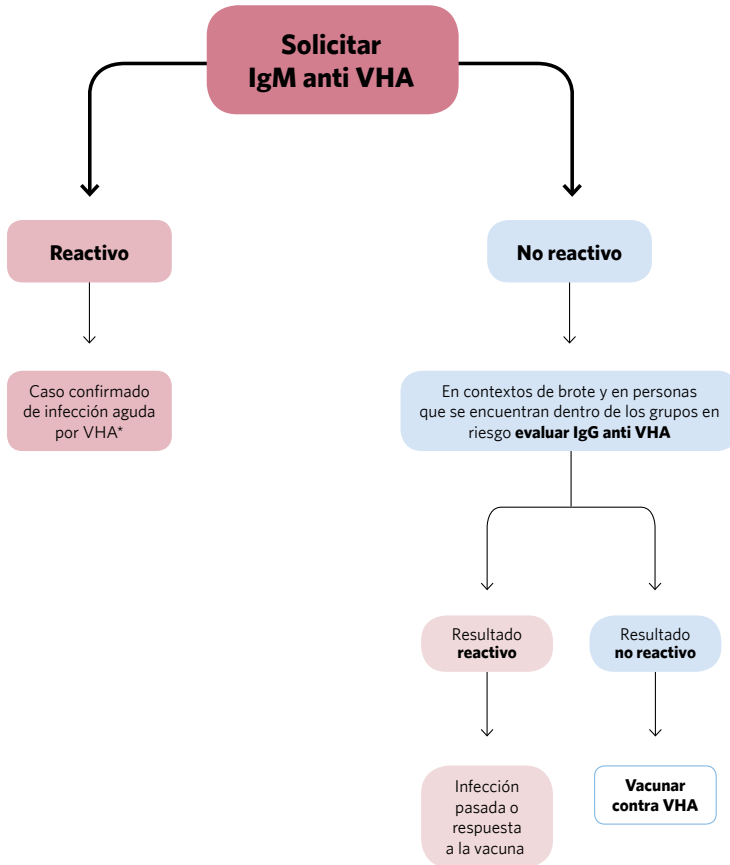 Solicitar
IgM anti VHA
Reactivo
No reactivo
Caso confirmado
de infección aguda
por VHA*
En contextos de brote y en personas
que se encuentran dentro de los grupos en
riesgo evaluar IgG anti VHA
Resultado
reactivo
Resultado
no reactivo
Infección
pasada o
respuesta
a la vacuna
Vacunar
contra VHA